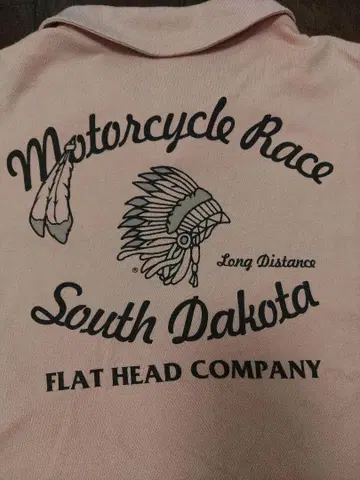 Motorcycle Race
®
Long Distance
South Dakota
FLAT HEAD COMPANY